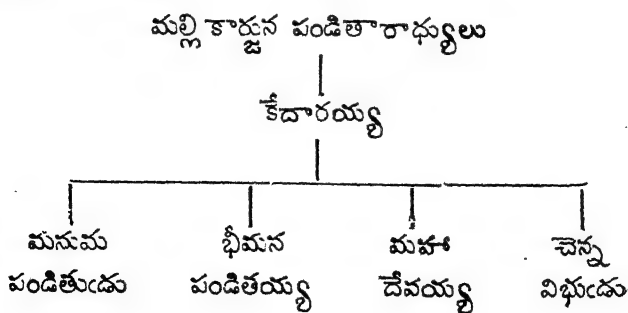 మల్లి కార్జున పండితారాధ్యులు
కేదారయ్య
మనుమ భీమన మహా చెన్న
పండితుఁడు పండితయ్య దేవయ్య విభుఁడు